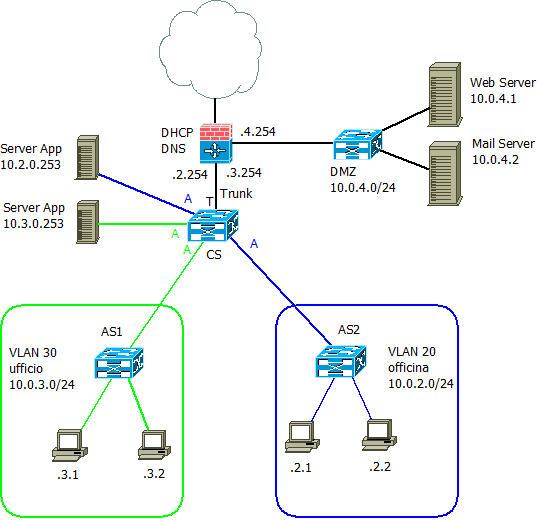 Web Server
10.0.4.1
DHCP
DNS
.4.254
Server App
10.2.0.253
.2.254
.3.254
DMZ
10.0.4.0/24
Mail Server
10.0.4.2
A
T
Trunk
Server App
10.3.0.253
A
A
A
CS
AS1
AS2
VLAN 30
ufficio
10.0.3.0/24
VLAN 20
officina
10.0.2.0/24
.3.1
.3.2
.2.1
.2.2